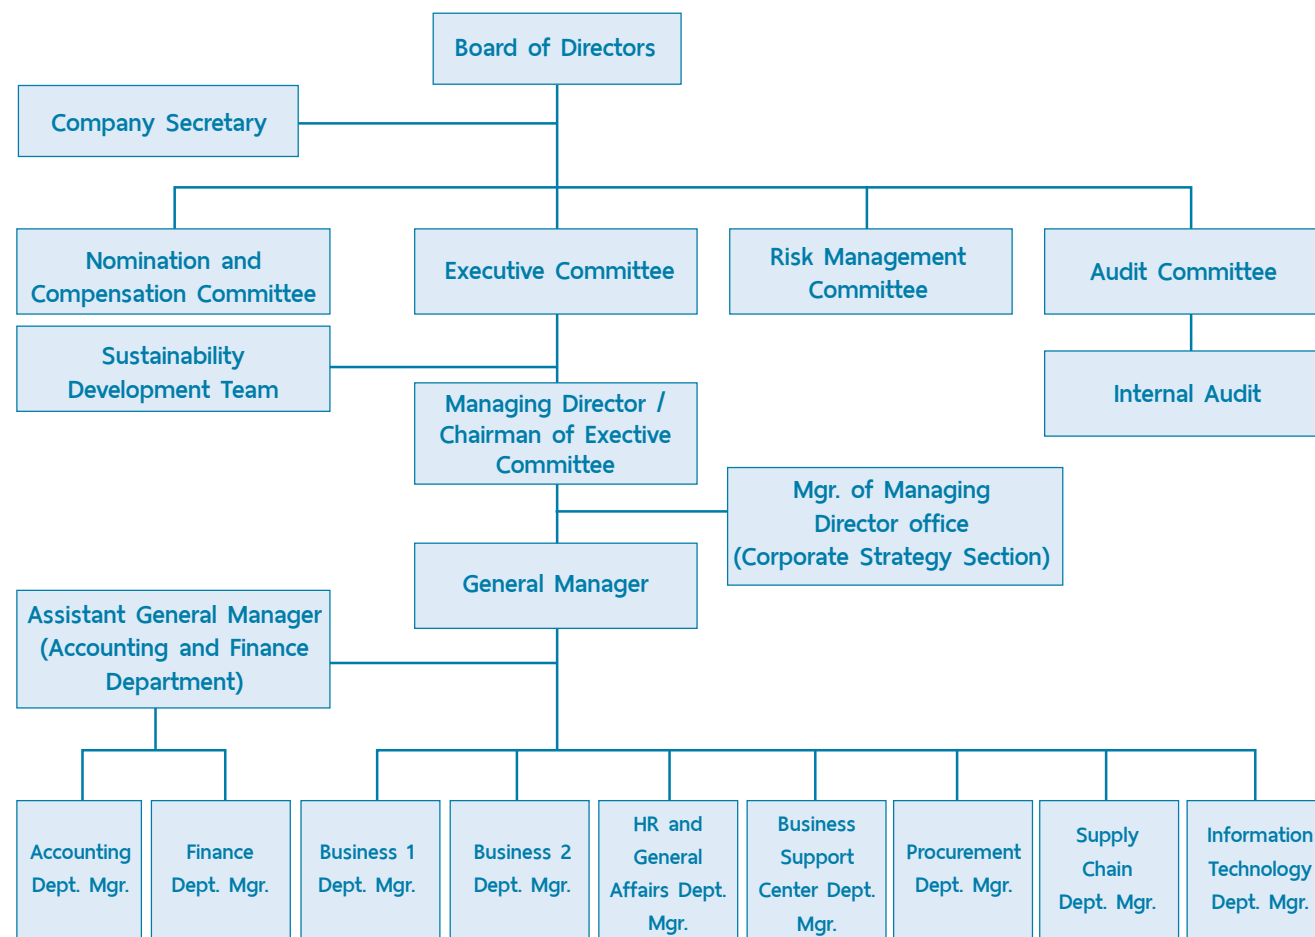 Board of Directors
Company Secretary
Nomination and
Compensation Committee
Executive Committee
Risk Management
Committee
Audit Committee
Sustainability
Development Team
Internal Audit
Managing Director /
Chairman of Exective
Committee
Mgr. of Managing
Director office
(Corporate Strategy Section)
General Manager
Assistant General Manager
(Accounting and Finance
Department)
Accounting
Dept. Mgr.
Finance
Dept. Mgr.
Business 1
Dept. Mgr.
Business 2
Dept. Mgr.
HR and
General
Affairs Dept.
Mgr.
Business
Support
Center Dept.
Mgr.
Procurement
Dept. Mgr.
Supply
Chain
Dept. Mgr.
Information
Technology
Dept. Mgr.